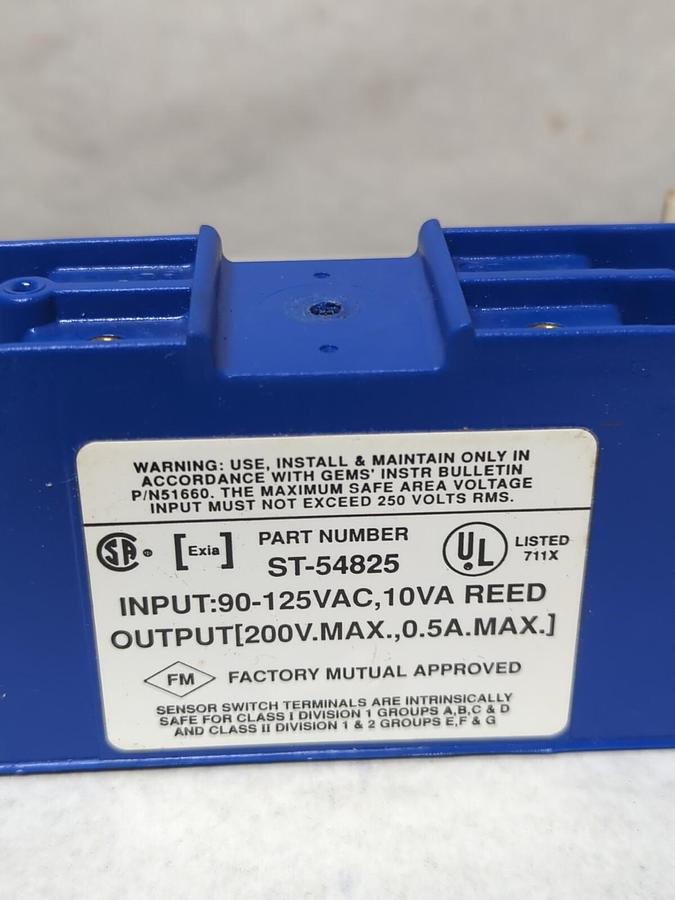 WARNING: USE, INSTALL & MAINTAIN ONLY IN
ACCORDANCE WITH GEMS' INSTR BULLETIN
P/N51660. THE MAXIMUM SAFE AREA VOLTAGE
INPUT MUST NOT EXCEED 250 VOLTS RMS.
SA ® [Exia] PART NUMBER UL LISTED
ST-54825 711X
INPUT:90-125VAC,10VA REED
OUTPUT[200V.MAX.,0.5A.MAX.]
FM FACTORY MUTUAL APPROVED
SENSOR SWITCH TERMINALS ARE INTRINSICALLY
SAFE FOR CLASS I DIVISION 1 GROUPS A,B,C & D
AND CLASS II DIVISION 1 & 2 GROUPS E,F & G